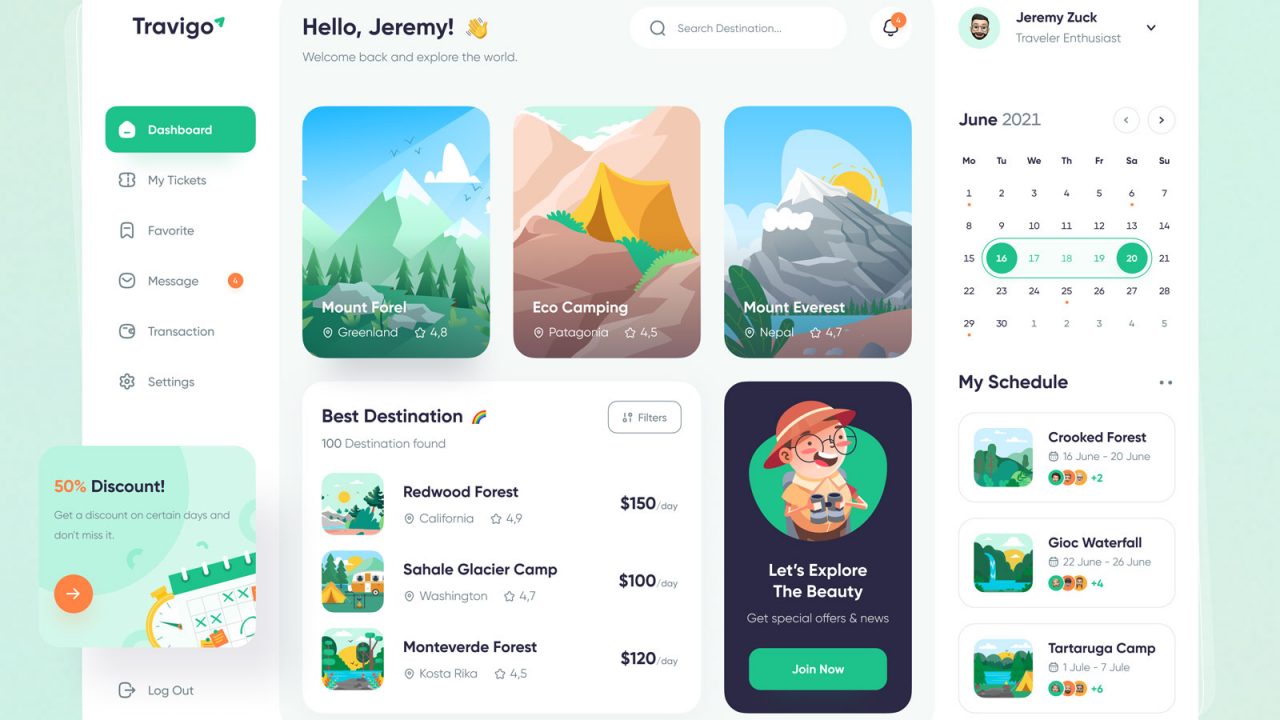 Travigo
Dashboard
My Tickets
Favorite
Message
4
Transaction
Settings
50% Discount!
Get a discount on certain days and
don't miss it.
Log Out
Hello, Jeremy! 👋
Welcome back and explore the world.
Search Destination...
4
Mount Forel
Greenland 4,8
Eco Camping
Patagonia 4,5
Mount Everest
Nepal 4,7
Best Destination 🌈
Filters
100 Destination found
Redwood Forest
California 4,9
$150/day
Sahale Glacier Camp
Washington 4,7
$100/day
Monteverde Forest
Kosta Rika 4,5
$120/day
Let's Explore
The Beauty
Get special offers & news
Join Now
Jeremy Zuck
Traveler Enthusiast
June 2021
Mo Tu We Th Fr Sa Su
1 2 3 4 5 6 7
8 9 10 11 12 13 14
15 16 17 18 19 20 21
22 23 24 25 26 27 28
29 30 1 2 3 4 5
My Schedule
Crooked Forest
16 June - 20 June
+2
Gioc Waterfall
22 June - 26 June
+4
Tartaruga Camp
1 Jule - 7 Jule
+6